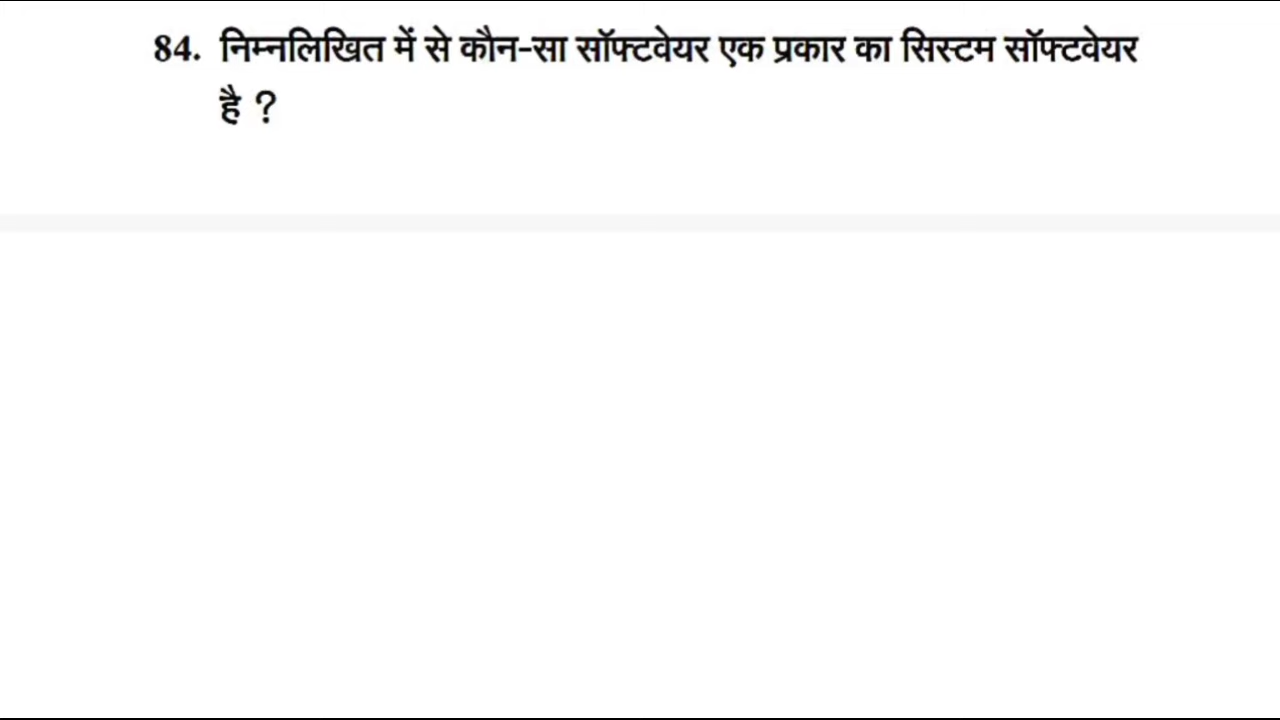 84. निम्नलिखित में से कौन-सा सॉफ्टवेयर एक प्रकार का सिस्टम सॉफ्टवेयर
है ?